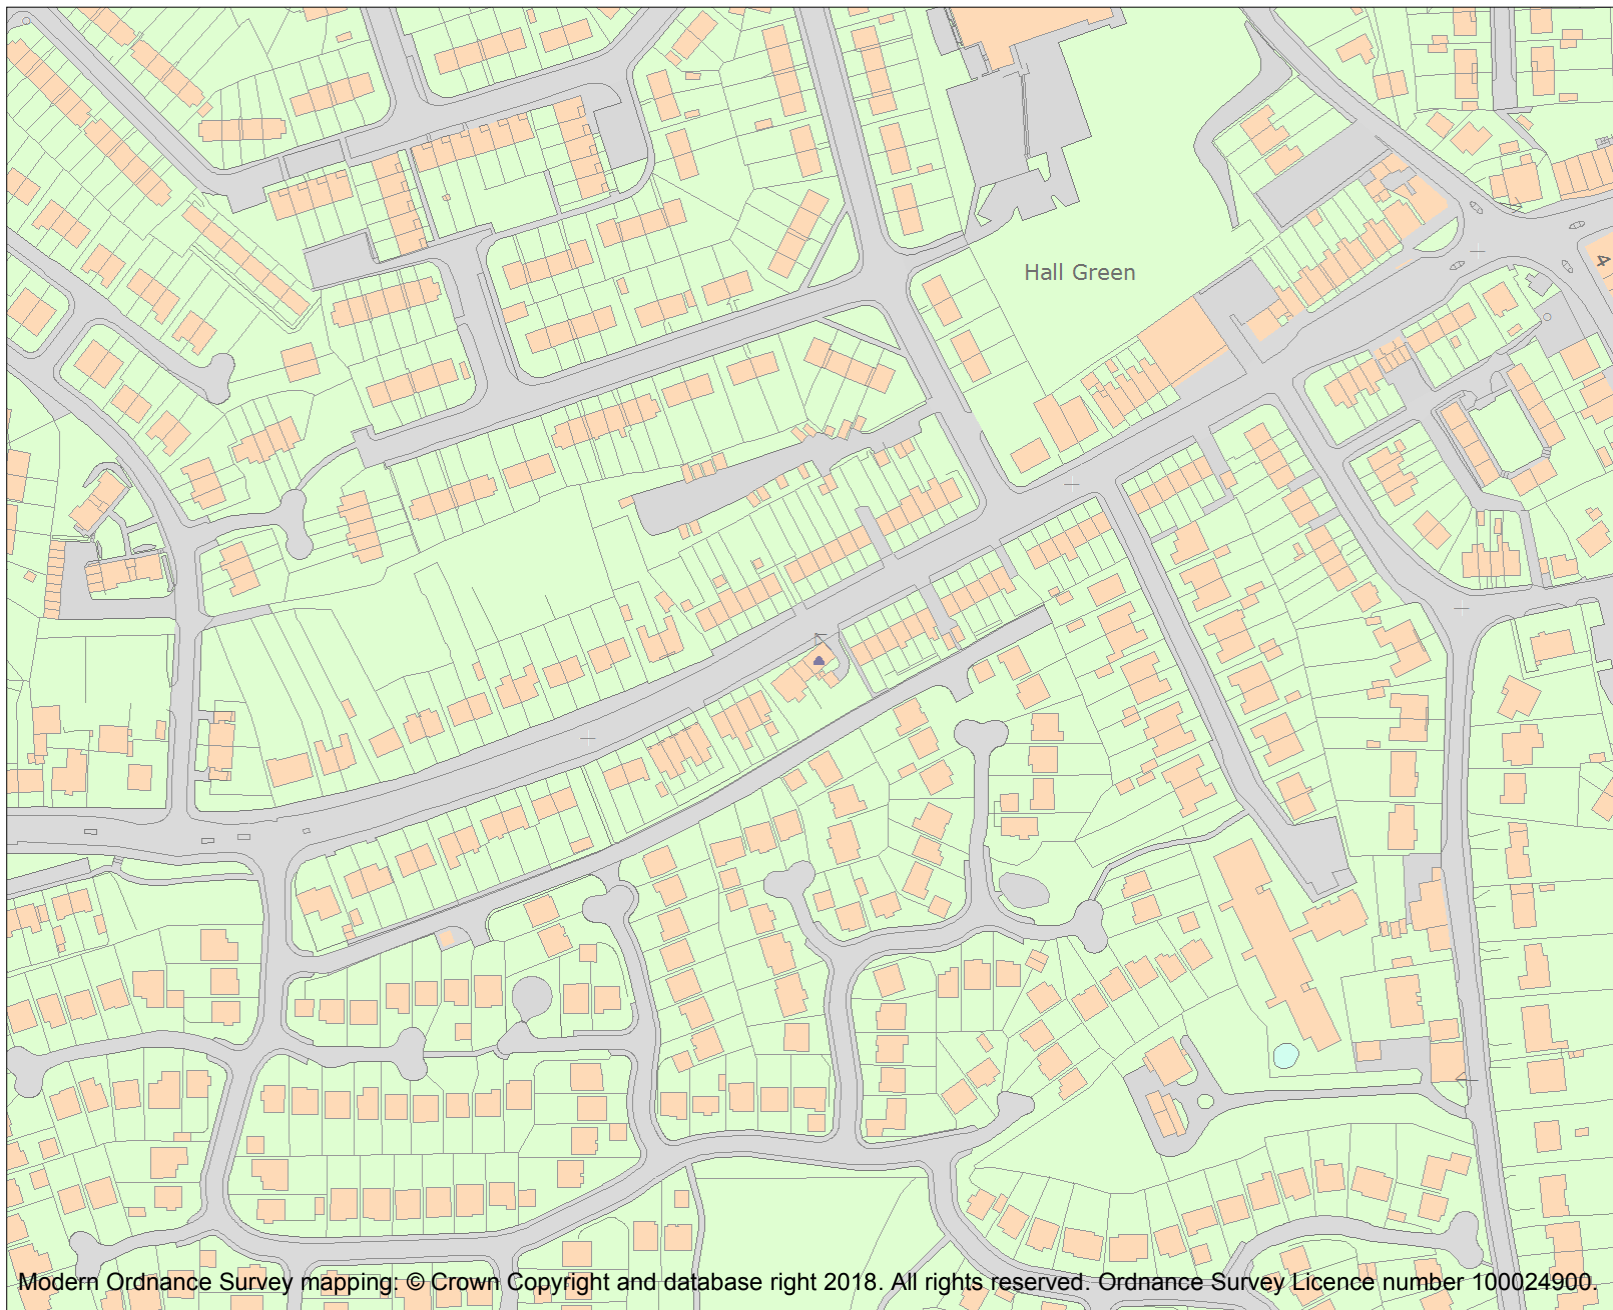 Hall Green
4
Modern Ordnance Survey mapping: © Crown Copyright and database right 2018. All rights reserved. Ordnance Survey Licence number 100024900.